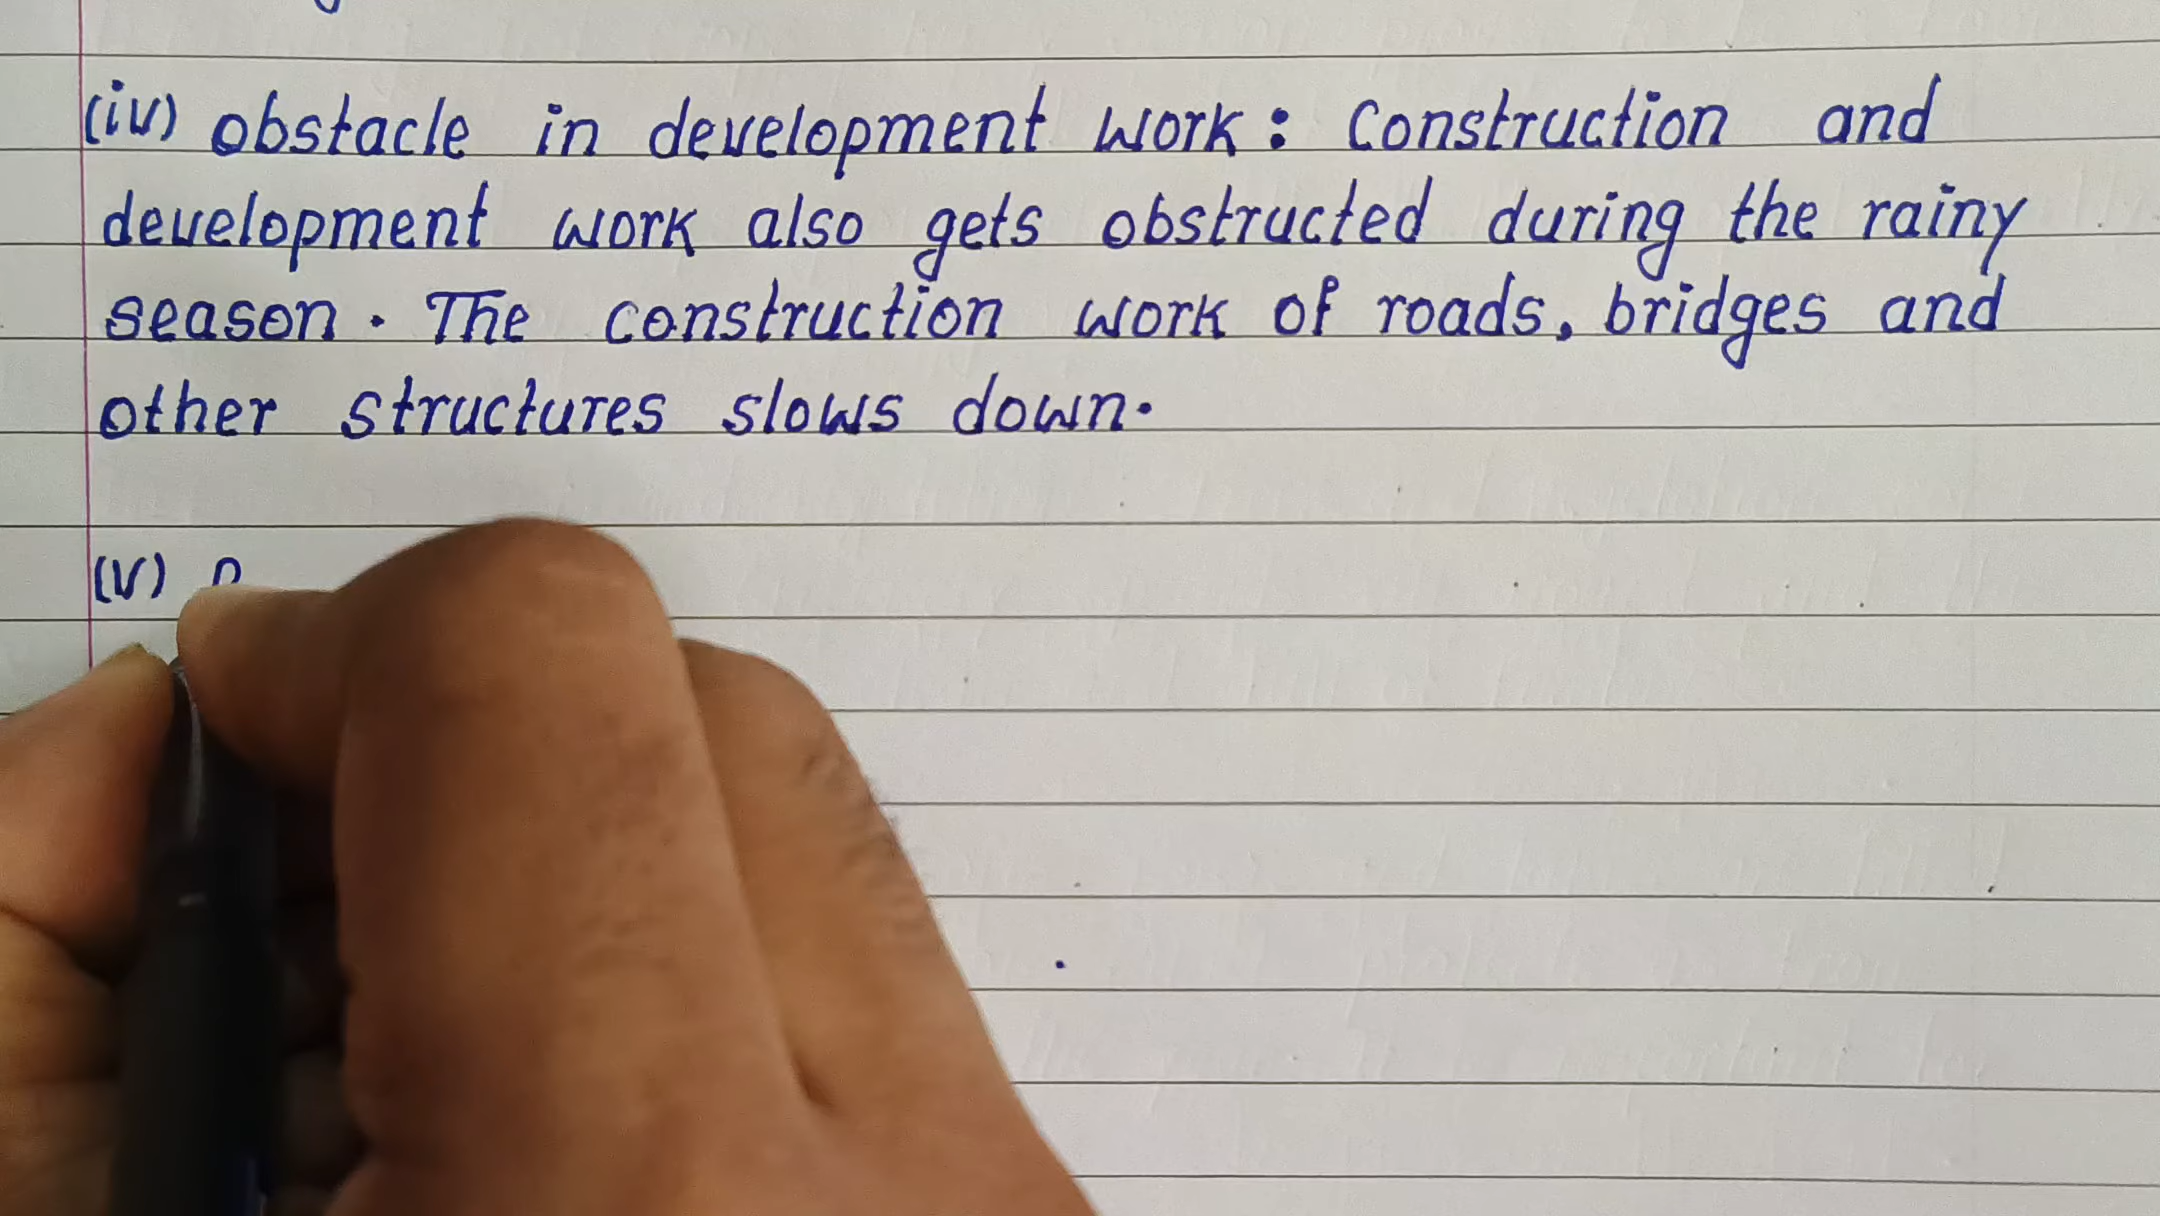 (iv) obstacle in development work: Construction and
development work also gets obstructed during the rainy
season. The construction work of roads, bridges and
other structures slows down.
(V)